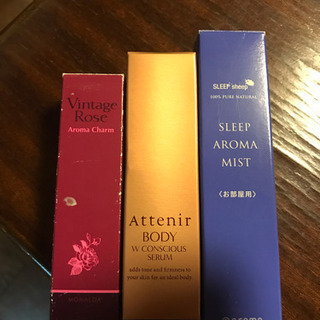 Vintage
Rose
Aroma Charm
Attenir
BODY
W CONSCIOUS
SERUM
adds tone and firmness to
your skin for an ideal body.
SLEEP sheep
100% PURE NATURAL
SLEEP
AROMA
MIST
〈お部屋用〉